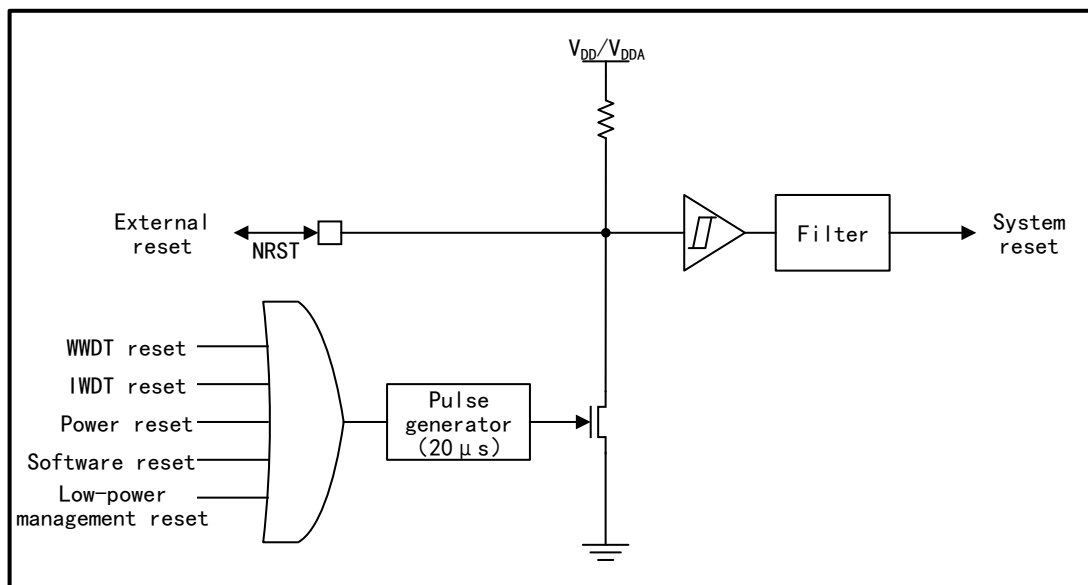 V_DD/V_DDA
External
reset
NRST
Filter
System
reset
WWDT reset
IWDT reset
Power reset
Software reset
Low-power
management reset
Pulse
generator
(20μs)